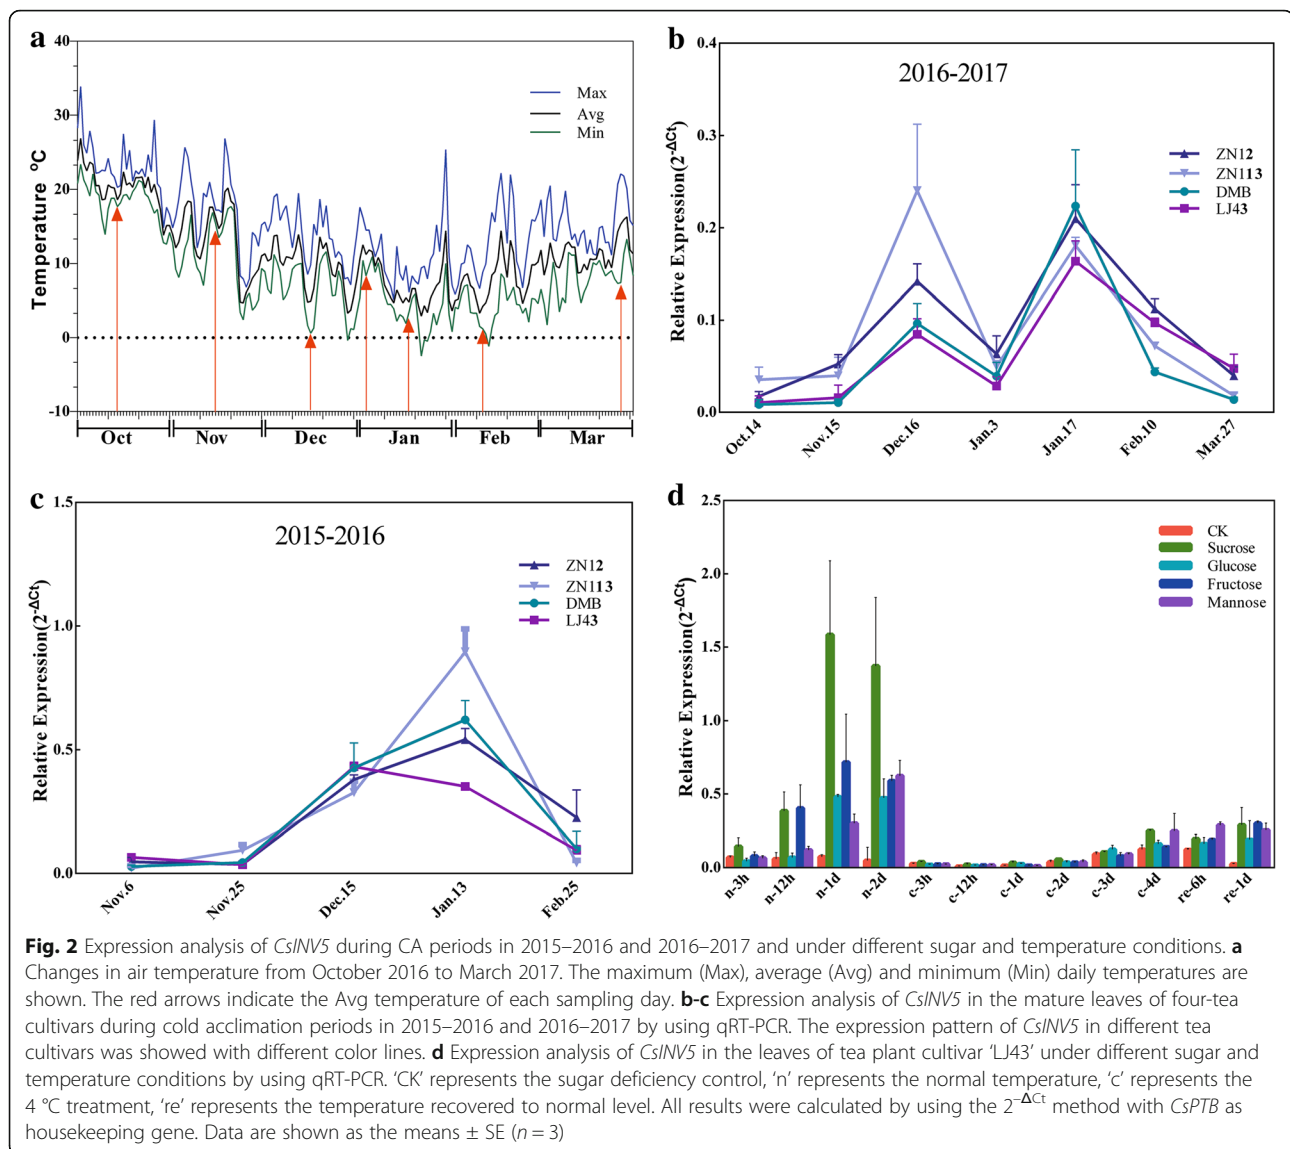 a
40
30
20
10
0
-10
Temperature °C
Max
Avg
Min
Oct Nov Dec Jan Feb Mar
b
2016-2017
0.4
0.3
0.2
0.1
0.0
Relative Expression(2^-ΔCt)
ZN12
ZN113
DMB
LJ43
Oct.14 Nov.15 Dec.16 Jan.3 Jan.17 Feb.10 Mar.27
c
2015-2016
1.5
1.0
0.5
0.0
Relative Expression(2^-ΔCt)
ZN12
ZN113
DMB
LJ43
Nov.6 Nov.25 Dec.15 Jan.13 Feb.25
d
2.5
2.0
1.5
1.0
0.5
0.0
Relative Expression(2^-ΔCt)
CK
Sucrose
Glucose
Fructose
Mannose
n-3h n-12h n-1d n-2d c-3h c-12h c-1d c-2d c-3d c-4d re-6h re-1d
Fig. 2 Expression analysis of CsINV5 during CA periods in 2015–2016 and 2016–2017 and under different sugar and temperature conditions. a
Changes in air temperature from October 2016 to March 2017. The maximum (Max), average (Avg) and minimum (Min) daily temperatures are
shown. The red arrows indicate the Avg temperature of each sampling day. b-c Expression analysis of CsINV5 in the mature leaves of four-tea
cultivars during cold acclimation periods in 2015–2016 and 2016–2017 by using qRT-PCR. The expression pattern of CsINV5 in different tea
cultivars was showed with different color lines. d Expression analysis of CsINV5 in the leaves of tea plant cultivar ‘LJ43’ under different sugar and
temperature conditions by using qRT-PCR. ‘CK’ represents the sugar deficiency control, ‘n’ represents the normal temperature, ‘c’ represents the
4 °C treatment, ‘re’ represents the temperature recovered to normal level. All results were calculated by using the 2^−ΔCt method with CsPTB as
housekeeping gene. Data are shown as the means ± SE (n = 3)